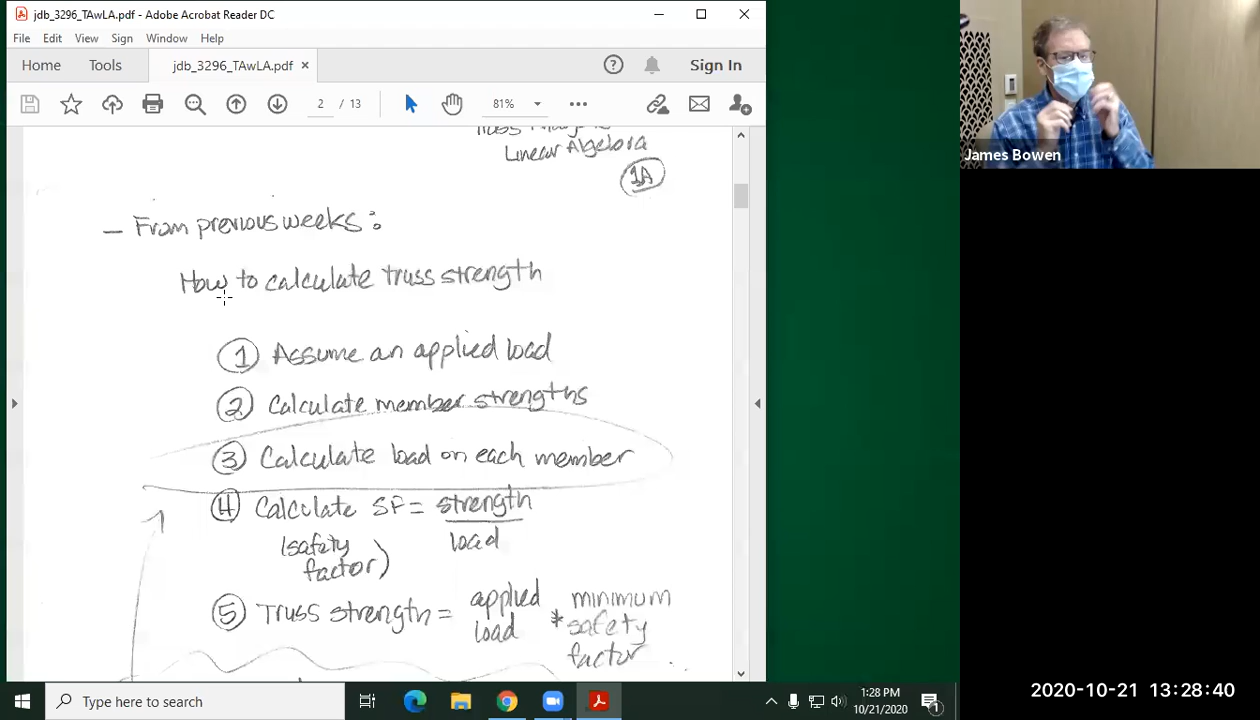 jdb_3296_TAwLA.pdf - Adobe Acrobat Reader DC
File Edit View Sign Window Help
Home Tools jdb_3296_TAwLA.pdf × Sign In
2 / 13 81%
Linear Algebra
1A
— From previous weeks:
How to calculate truss strength
1 Assume an applied load
2 Calculate member strengths
3 Calculate load on each member
4 Calculate SF = strength
load
(safety
factor)
5 Truss strength = applied
load * minimum
safety
factor
James Bowen
Type here to search
1:28 PM
10/21/2020
1
2020-10-21 13:28:40